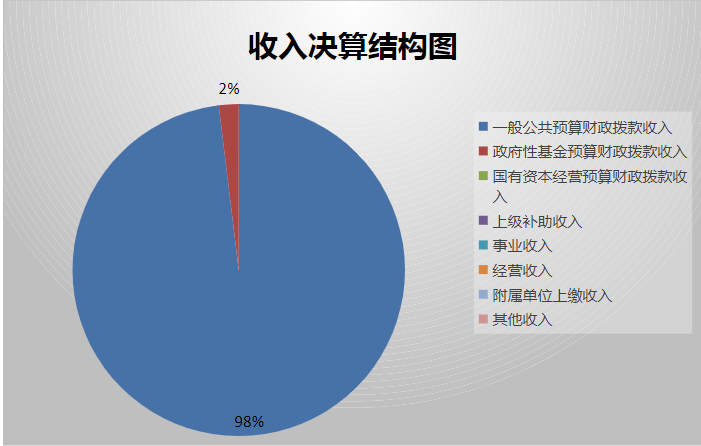 收入决算结构图
2%
98%
一般公共预算财政拨款收入
政府性基金预算财政拨款收入
国有资本经营预算财政拨款收
入
上级补助收入
事业收入
经营收入
附属单位上缴收入
其他收入